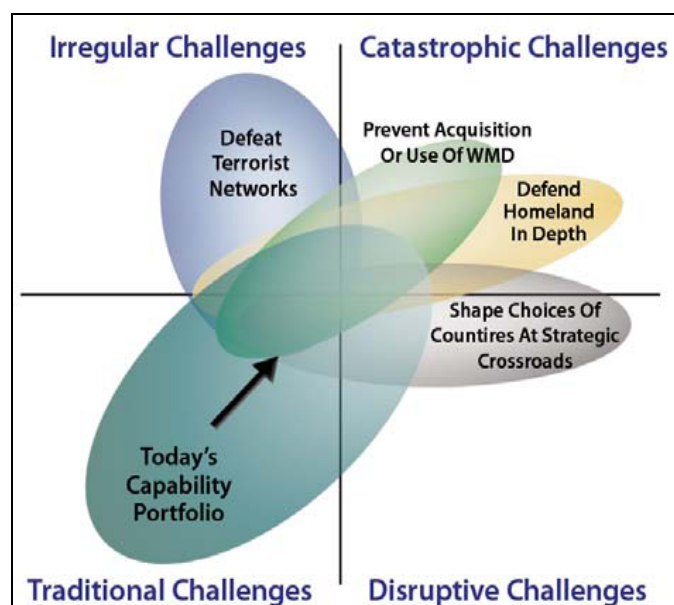 Irregular Challenges
Catastrophic Challenges
Defeat
Terrorist
Networks
Prevent Acquisition
Or Use Of WMD
Defend
Homeland
In Depth
Shape Choices Of
Countires At Strategic
Crossroads
Today's
Capability
Portfolio
Traditional Challenges
Disruptive Challenges